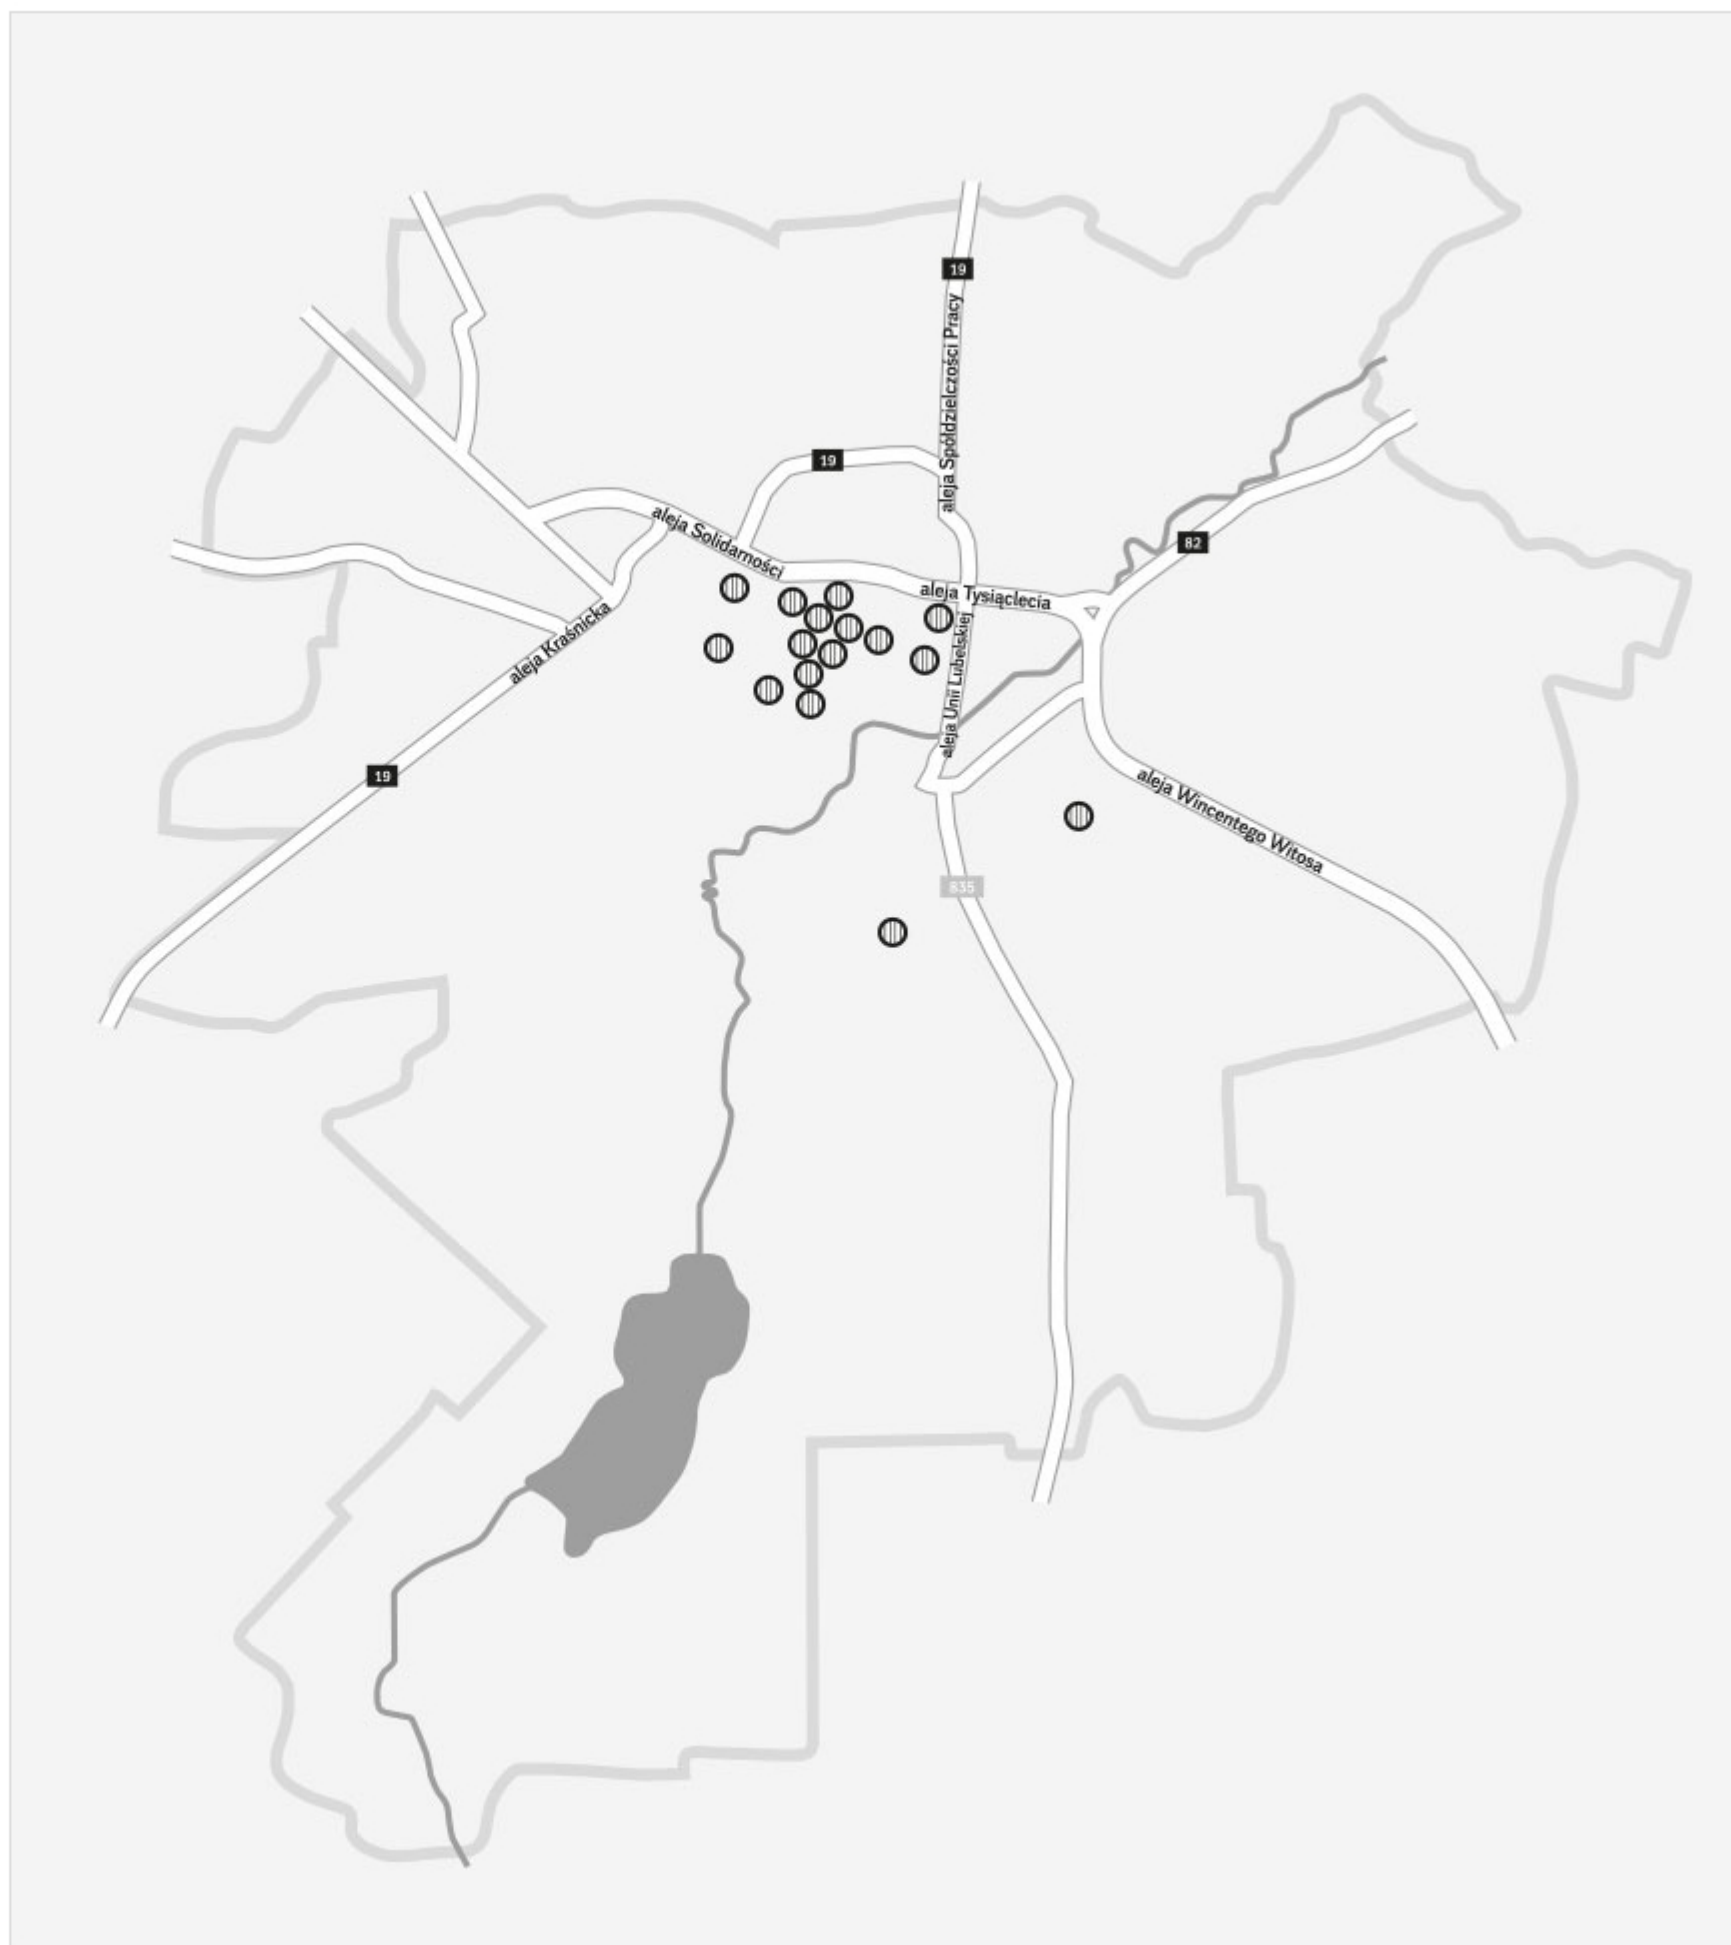 19
aleja Spółdzielczości Pracy
19
aleja Solidarności
82
aleja Tysiąclecia
aleja Kraśnicka
aleja Unii Lubelskiej
19
aleja Wincentego Witosa
835